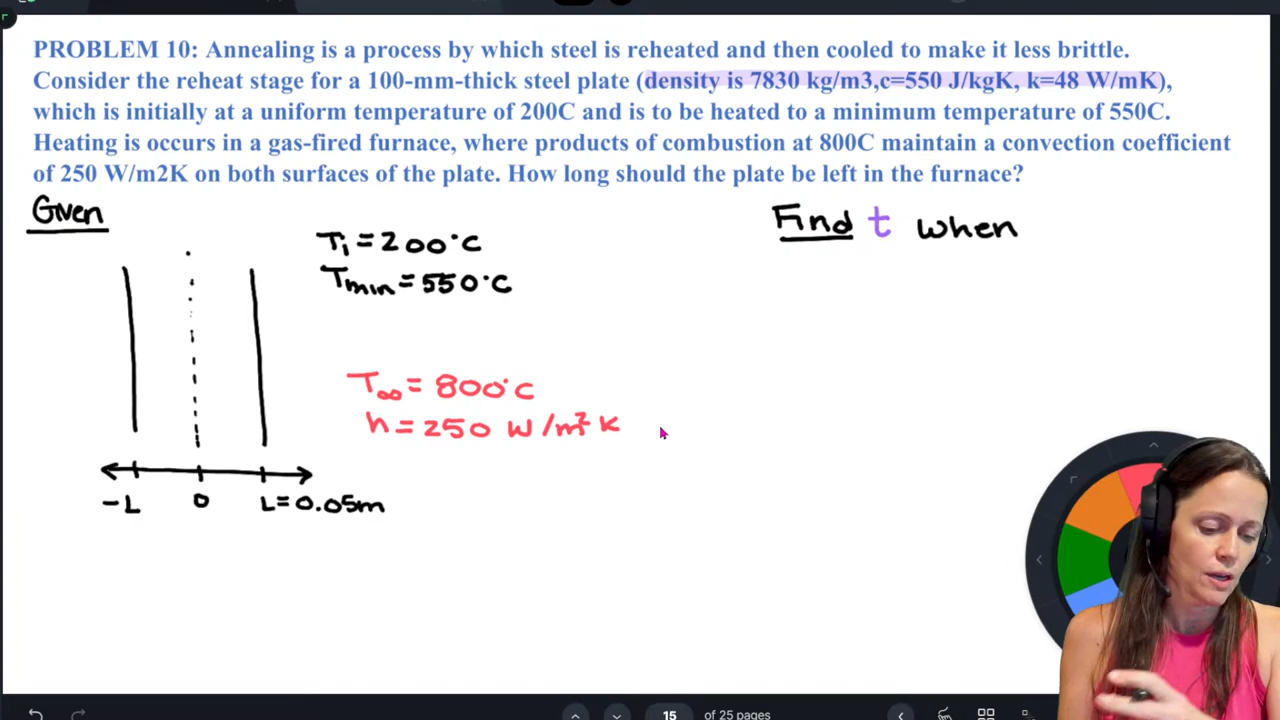 PROBLEM 10: Annealing is a process by which steel is reheated and then cooled to make it less brittle.
Consider the reheat stage for a 100-mm-thick steel plate (density is 7830 kg/m3,c=550 J/kgK, k=48 W/mK),
which is initially at a uniform temperature of 200C and is to be heated to a minimum temperature of 550C.
Heating is occurs in a gas-fired furnace, where products of combustion at 800C maintain a convection coefficient
of 250 W/m2K on both surfaces of the plate. How long should the plate be left in the furnace?
Given
Find t when
Ti = 200°C
Tmin = 550°C
T∞ = 800°C
h = 250 W/m² K
-L 0 L= 0.05m
15 of 25 pages